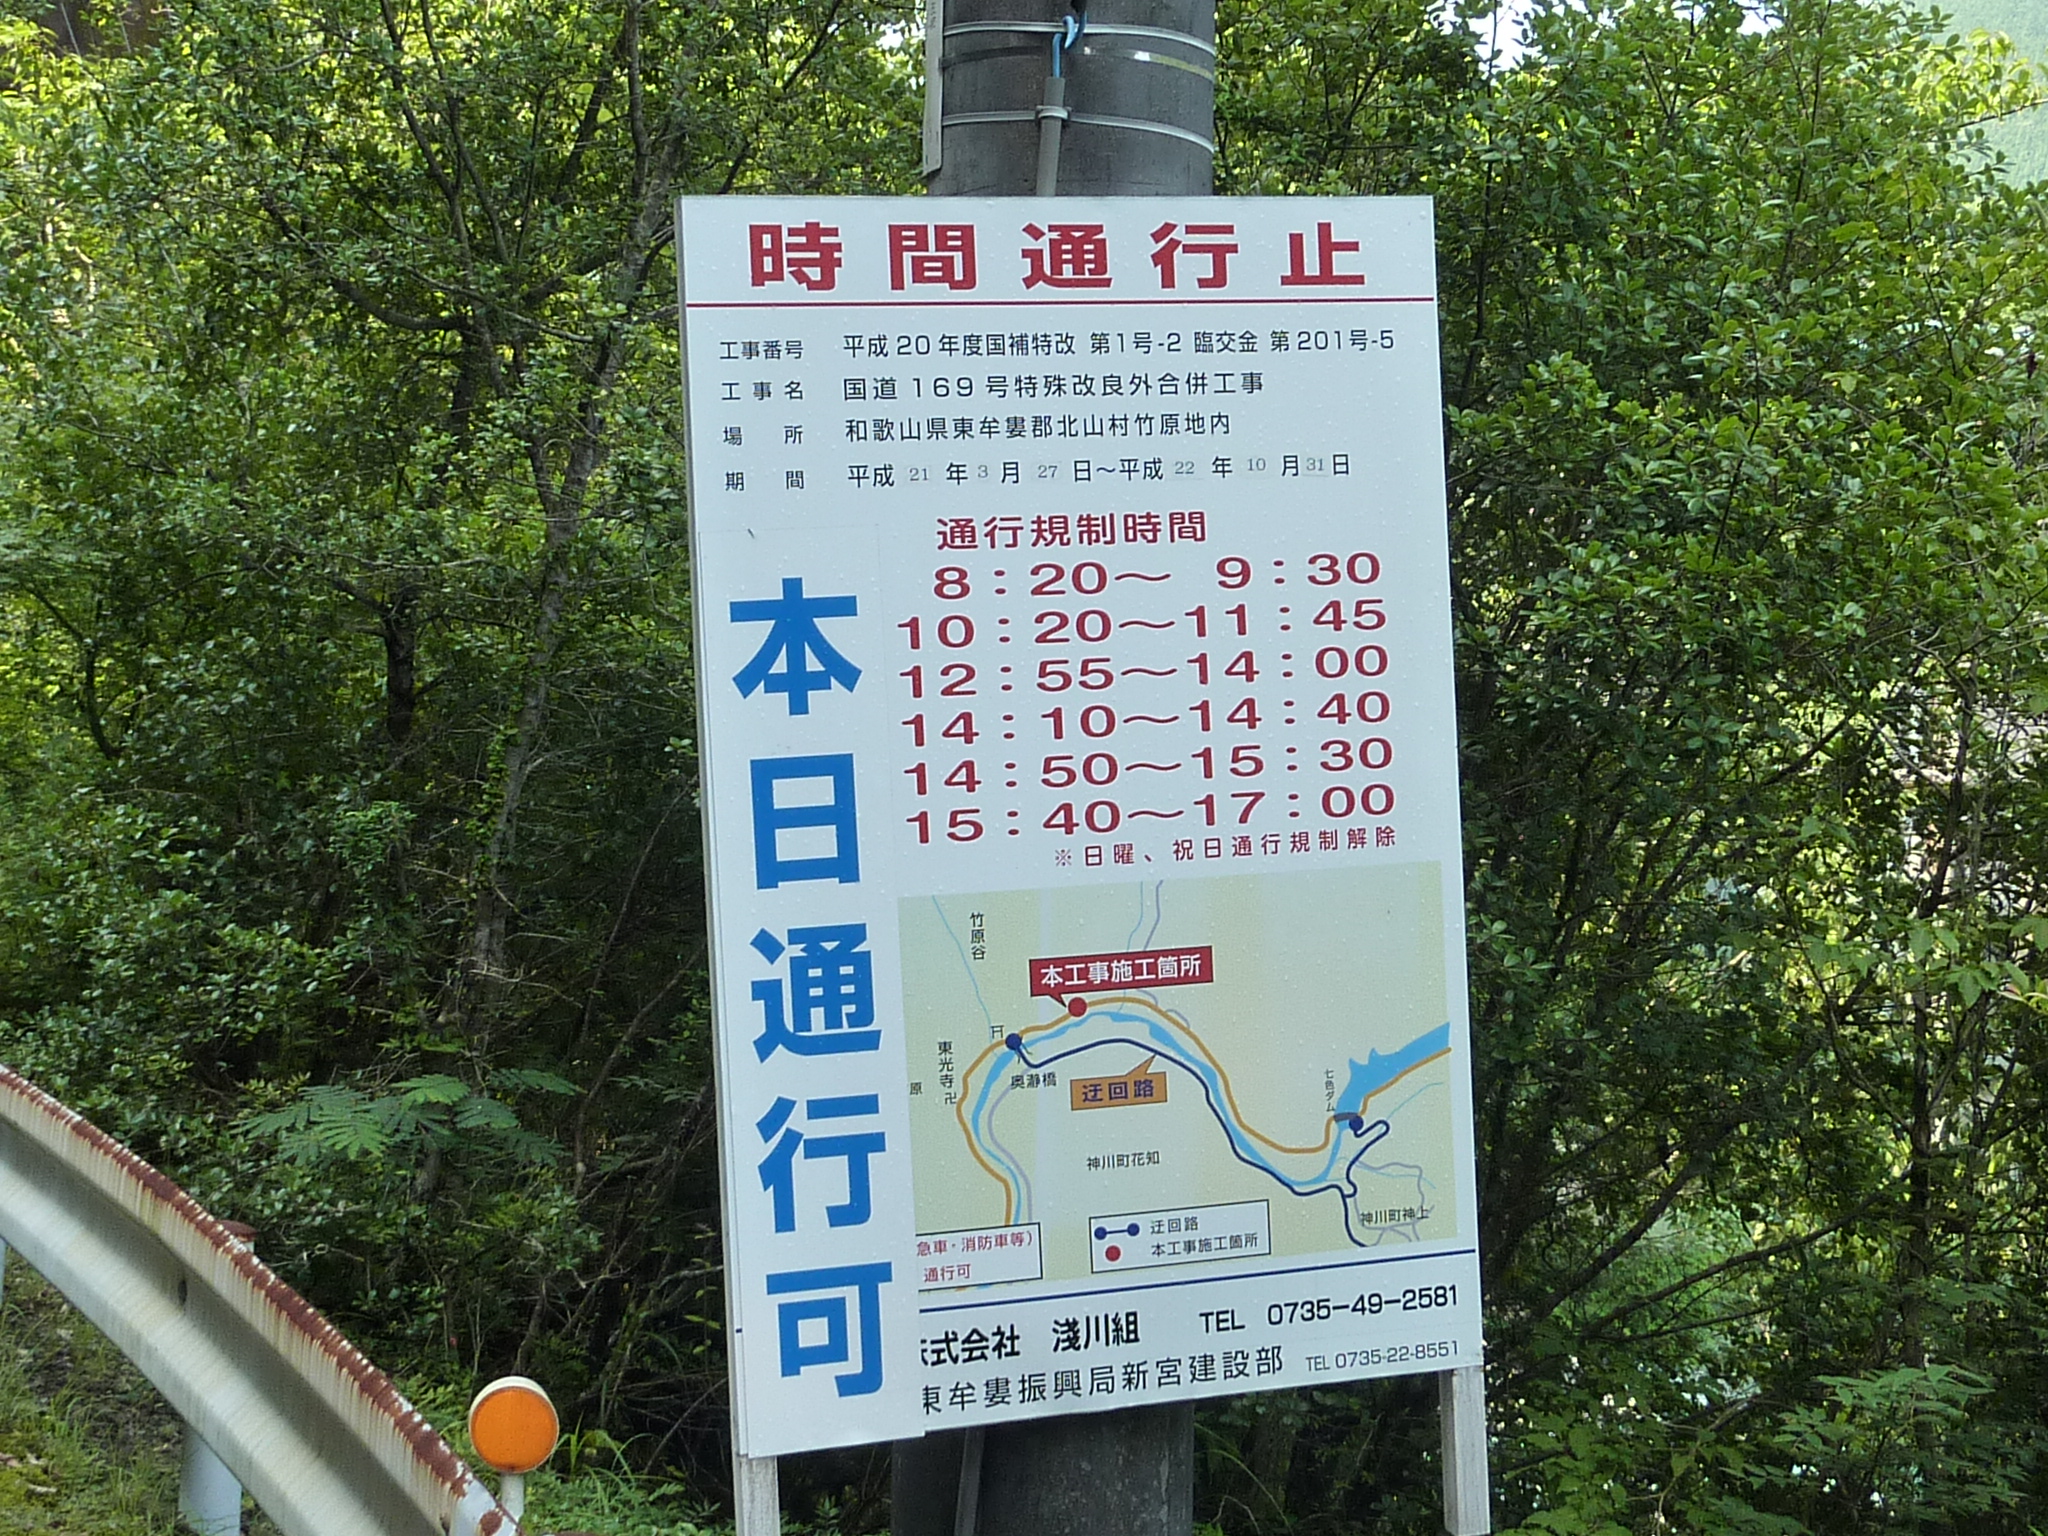 時間通行止
工事番号 平成20年度国補特改 第1号-2 臨交金 第201号-5
工事名 国道169号特殊改良外合併工事
場所 和歌山県東牟婁郡北山村竹原地内
期間 平成21年3月27日～平成22年10月31日
本日通行可
通行規制時間
8:20～9:30
10:20～11:45
12:55～14:00
14:10～14:40
14:50～15:30
15:40～17:00
※日曜、祝日通行規制解除
竹原谷
本工事施工箇所
東光寺
原
奥瀞橋
迂回路
七色ダム
神川町花知
神川町神上
急車・消防車等)
通行可
迂回路
本工事施工箇所
式会社 淺川組 TEL 0735-49-2581
東牟婁振興局新宮建設部 TEL 0735-22-8551